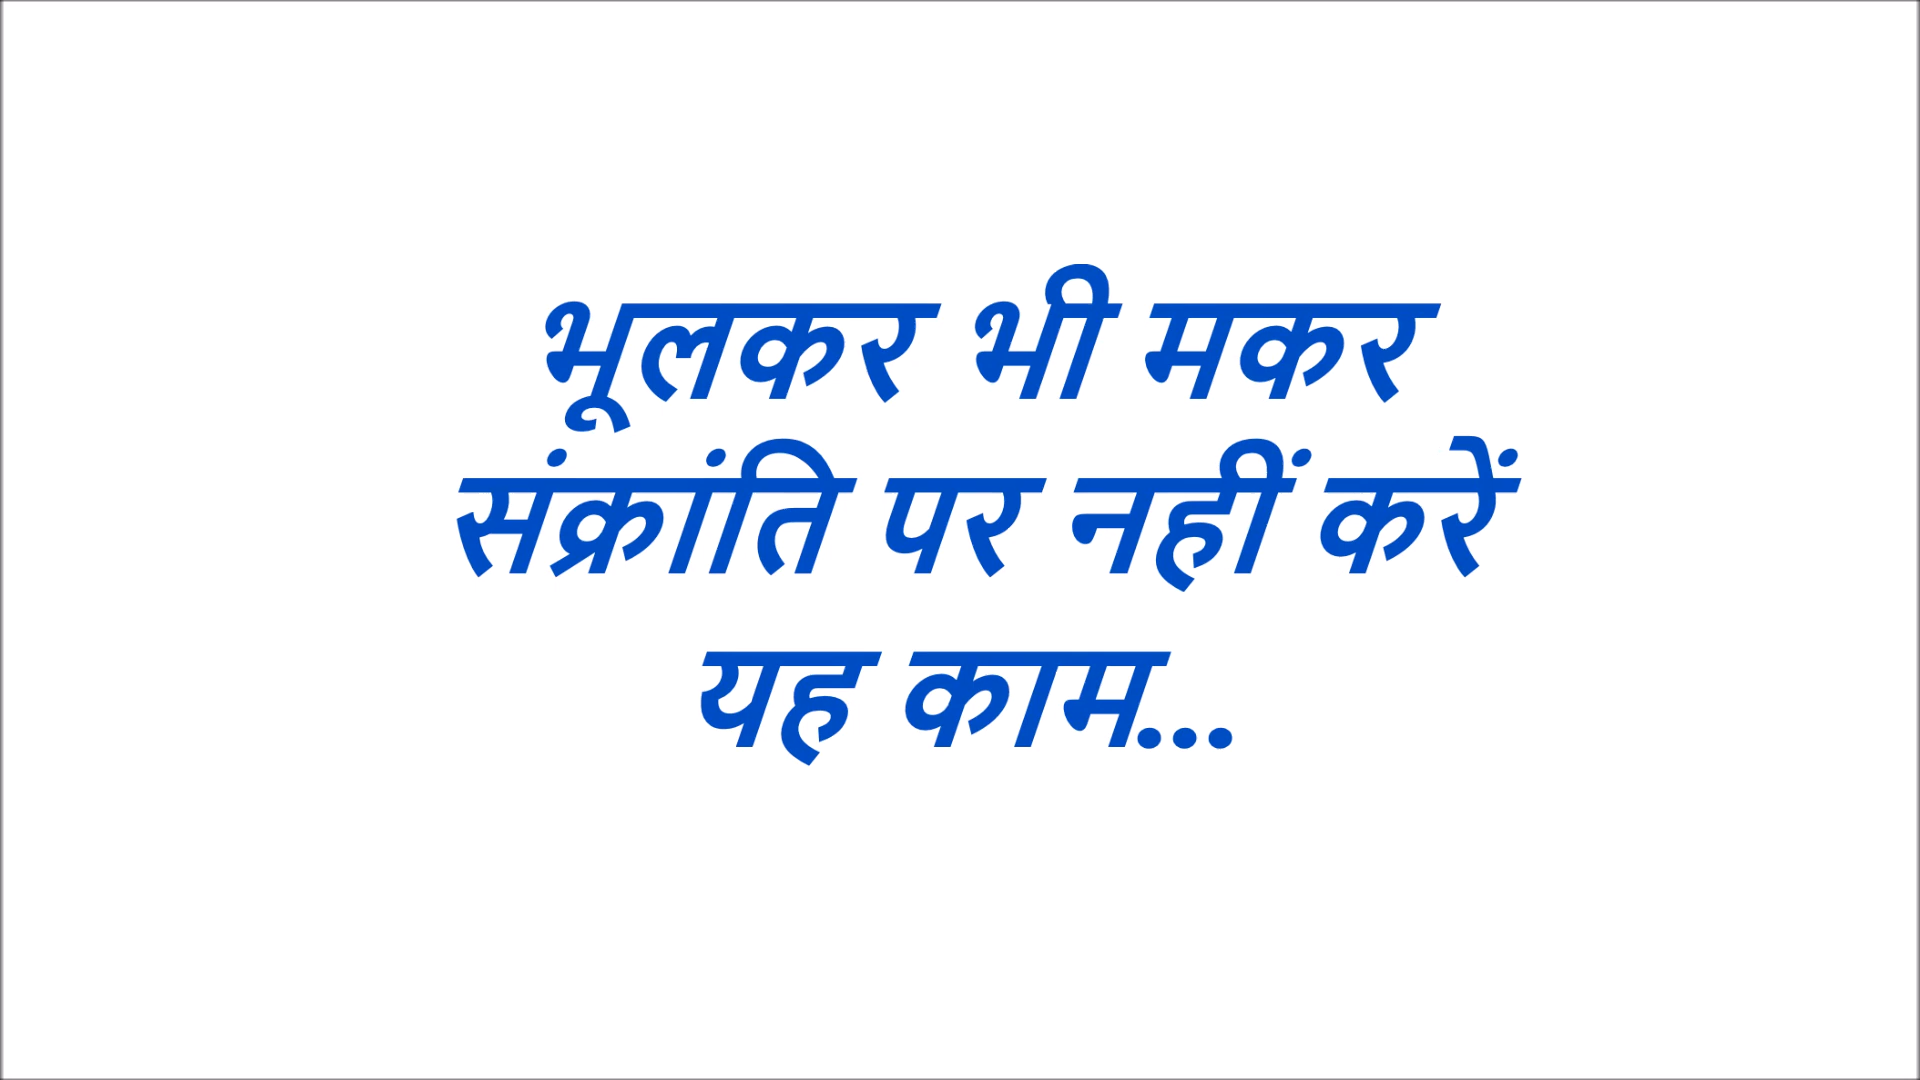 भूलकर भी मकर
संक्रांति पर नहीं करें
यह काम...